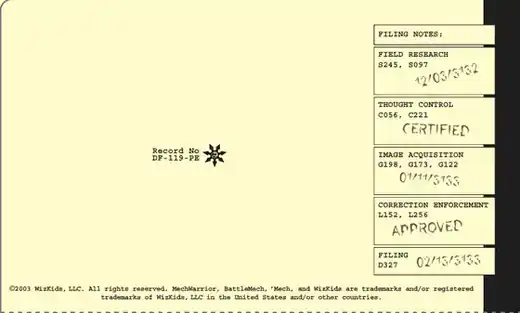 FILING NOTES:
FIELD RESEARCH
S245, S097
12/03/3132
THOUGHT CONTROL
C056, C221
CERTIFIED
IMAGE ACQUISITION
G198, G173, G122
01/11/3133
CORRECTION ENFORCEMENT
L152, L256
APPROVED
FILING
D327
02/13/3133
Record No
DF-119-PE
©2003 WizKids, LLC. All rights reserved. MechWarrior, BattleMech, 'Mech, and WizKids are trademarks and/or registered
trademarks of WizKids, LLC in the United States and/or other countries.